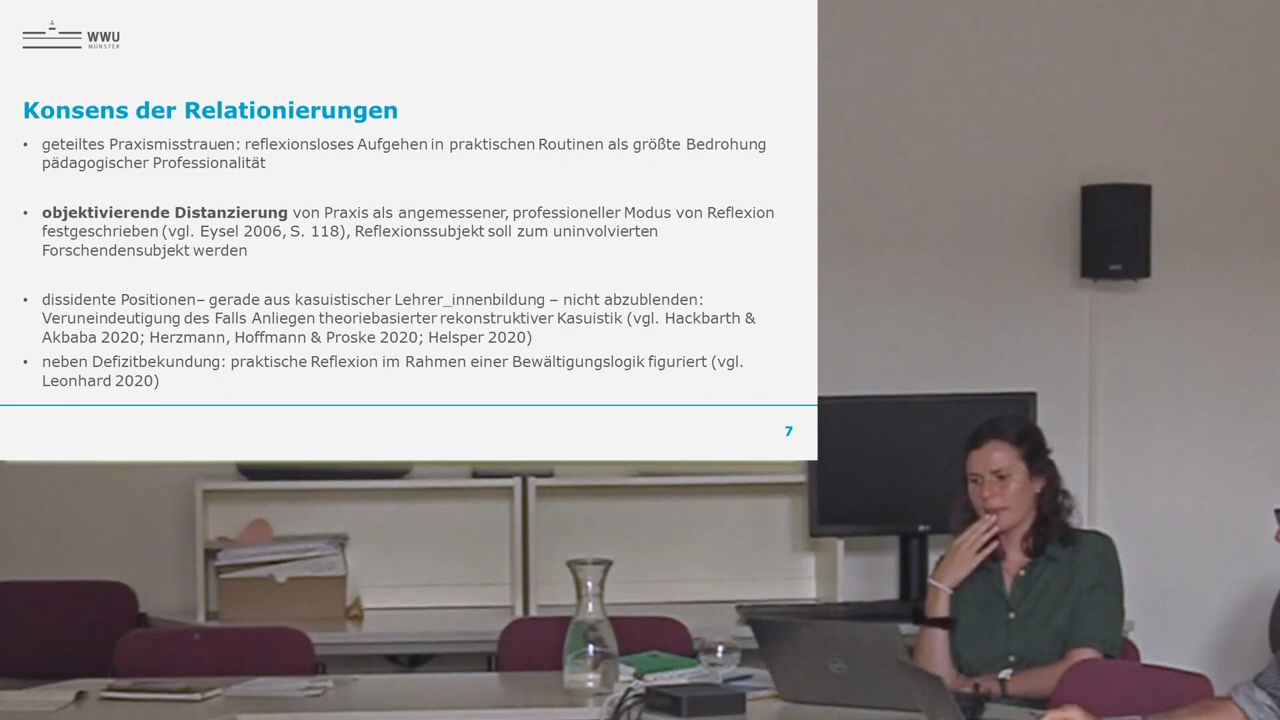 WWU
MÜNSTER
Konsens der Relationierungen
• geteiltes Praxismisstrauen: reflexionsloses Aufgehen in praktischen Routinen als größte Bedrohung
pädagogischer Professionalität
• objektivierende Distanzierung von Praxis als angemessener, professioneller Modus von Reflexion
festgeschrieben (vgl. Eysel 2006, S. 118), Reflexionssubjekt soll zum uninvolvierten
Forschendensubjekt werden
• dissidente Positionen– gerade aus kasuistischer Lehrer_innenbildung – nicht abzublenden:
Veruneindeutigung des Falls Anliegen theoriebasierter rekonstruktiver Kasuistik (vgl. Hackbarth &
Akbaba 2020; Herzmann, Hoffmann & Proske 2020; Helsper 2020)
• neben Defizitbekundung: praktische Reflexion im Rahmen einer Bewältigungslogik figuriert (vgl.
Leonhard 2020)
7
DELL